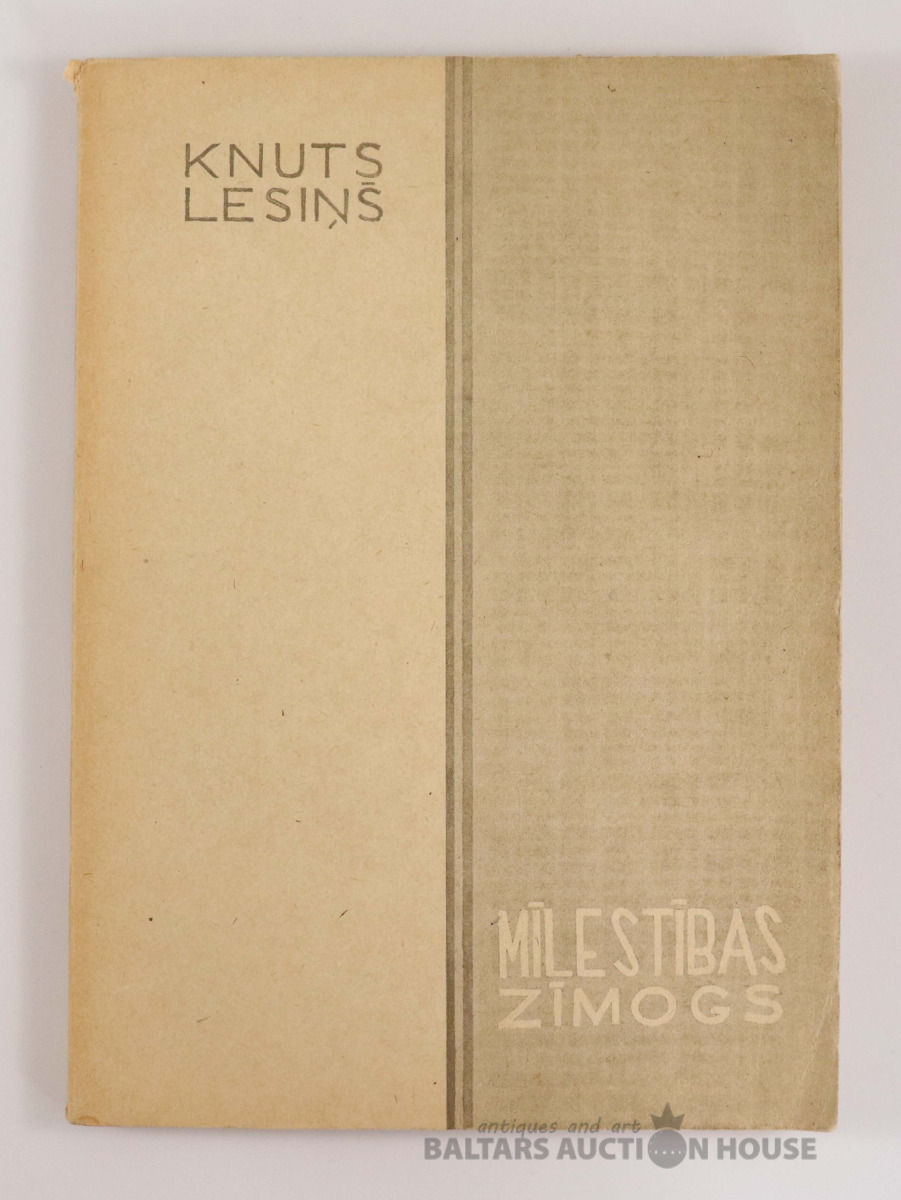 KNUTS
LESIŅŠ
MĪLESTĪBAS
ZĪMOGS
antiques and art
BALTARS AUCTION HOUSE